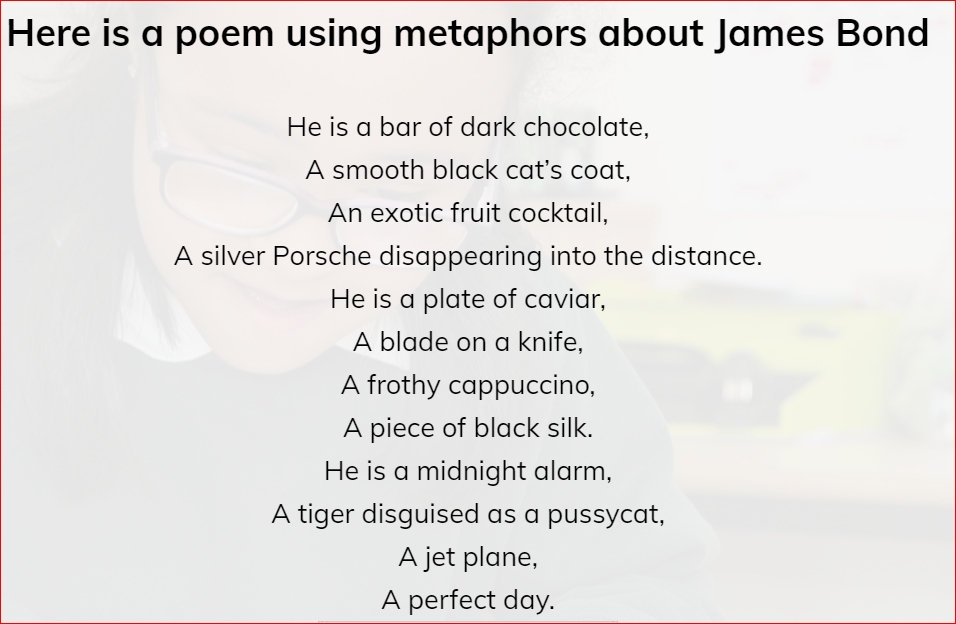 Here is a poem using metaphors about James Bond
He is a bar of dark chocolate,
A smooth black cat’s coat,
An exotic fruit cocktail,
A silver Porsche disappearing into the distance.
He is a plate of caviar,
A blade on a knife,
A frothy cappuccino,
A piece of black silk.
He is a midnight alarm,
A tiger disguised as a pussycat,
A jet plane,
A perfect day.